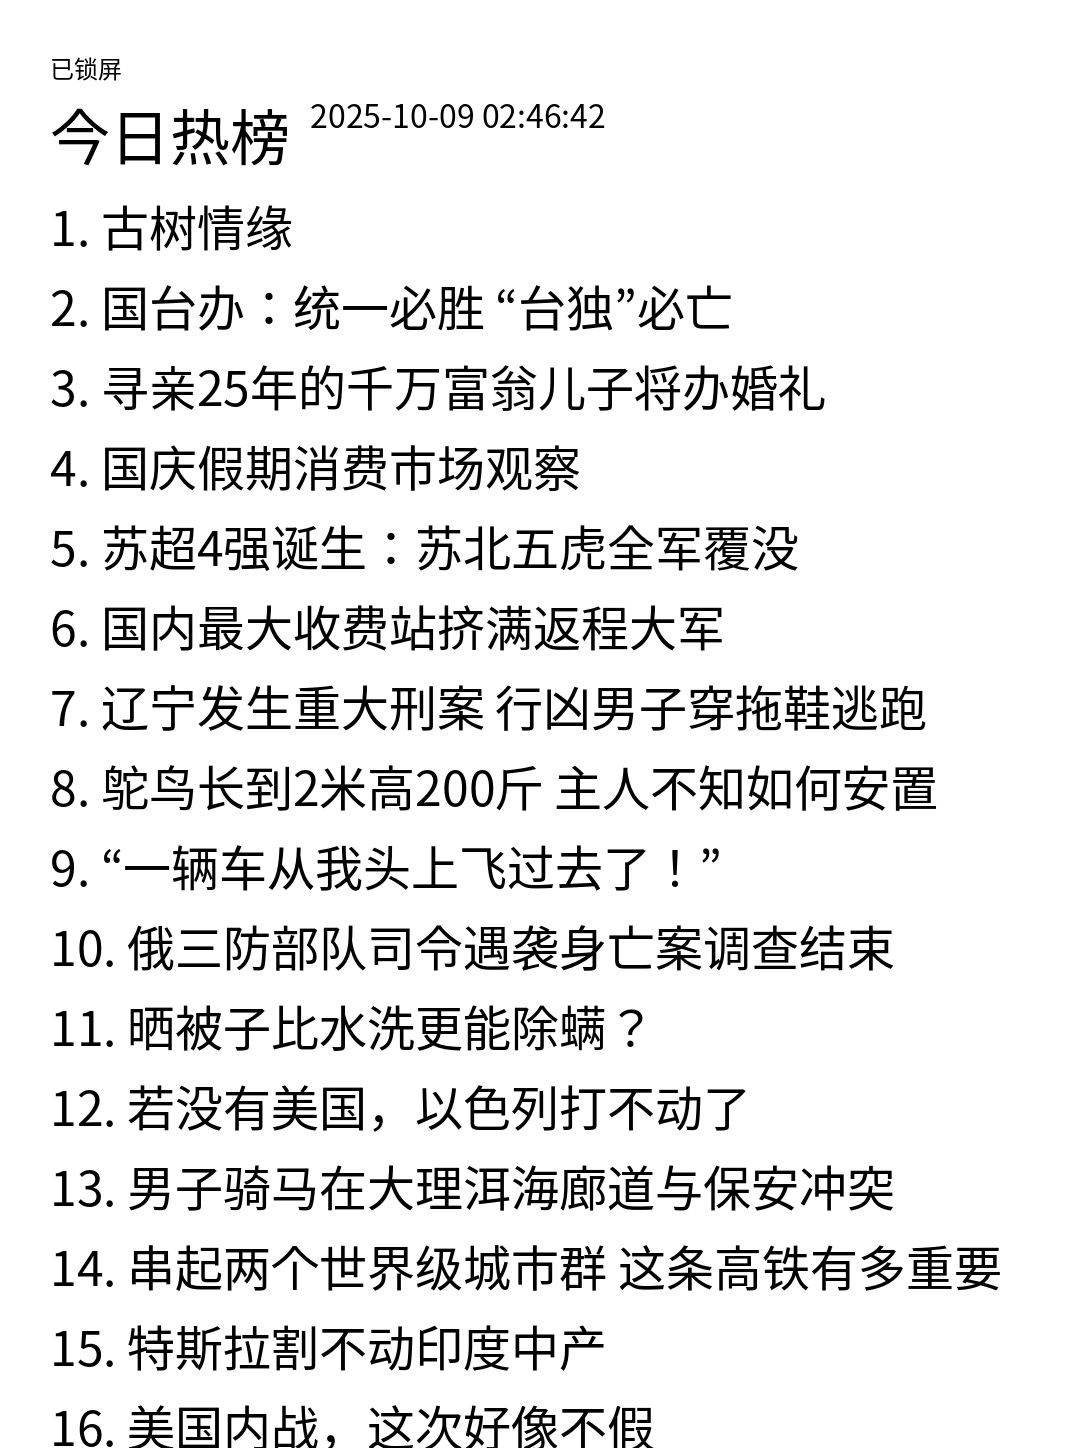 已锁屏
今日热榜 2025-10-09 02:46:42
1. 古树情缘
2. 国台办：统一必胜 “台独”必亡
3. 寻亲25年的千万富翁儿子将办婚礼
4. 国庆假期消费市场观察
5. 苏超4强诞生：苏北五虎全军覆没
6. 国内最大收费站挤满返程大军
7. 辽宁发生重大刑案 行凶男子穿拖鞋逃跑
8. 鸵鸟长到2米高200斤 主人不知如何安置
9. “一辆车从我头上飞过去了！”
10. 俄三防部队司令遇袭身亡案调查结束
11. 晒被子比水洗更能除螨？
12. 若没有美国，以色列打不动了
13. 男子骑马在大理洱海廊道与保安冲突
14. 串起两个世界级城市群 这条高铁有多重要
15. 特斯拉割不动印度中产
16. 美国内战，这次好像不假